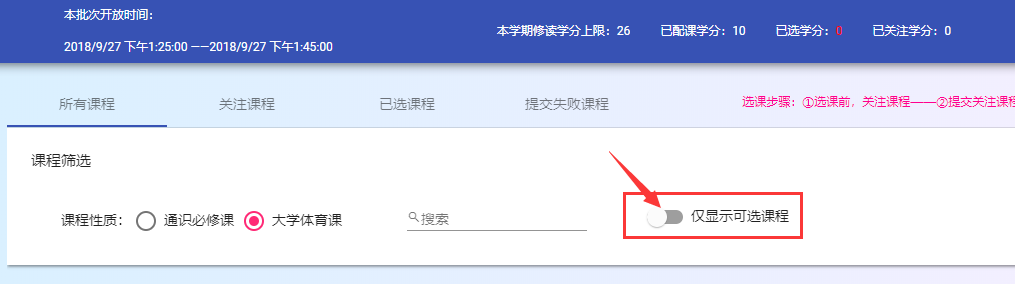 本批次开放时间：
2018/9/27 下午1:25:00 ——2018/9/27 下午1:45:00
本学期修读学分上限：26 已配课学分：10 已选学分：0 已关注学分：0
所有课程 关注课程 已选课程 提交失败课程 选课步骤：①选课前，关注课程——②提交关注课程
课程筛选
课程性质： 通识必修课 大学体育课 搜索 仅显示可选课程